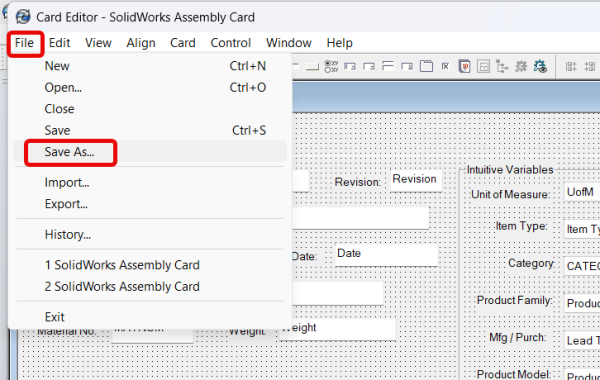 Card Editor - SolidWorks Assembly Card
File Edit View Align Card Control Window Help
New Ctrl+N
Open... Ctrl+O
Close
Save Ctrl+S
Save As...
Import...
Export...
History...
1 SolidWorks Assembly Card
2 SolidWorks Assembly Card
Exit
Revision: Revision
Date: Date
Material No. MATNUM Weight: Weight
Intuitive Variables
Unit of Measure: UofM
Item Type: Item Ty
Category CATEC
Product Family: Produc
Mfg / Purch: Lead T
Product Model: Produc